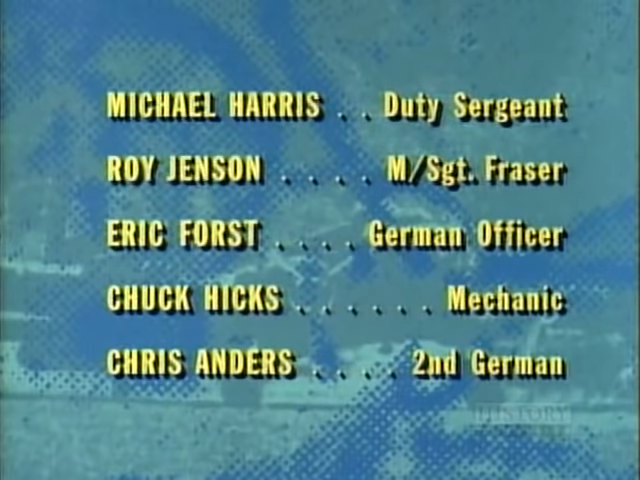 MICHAEL HARRIS . . Duty Sergeant
ROY JENSON . . . . M/Sgt. Fraser
ERIC FORST . . . . German Officer
CHUCK HICKS . . . . . . Mechanic
CHRIS ANDERS . . . . 2nd German
HISTORY